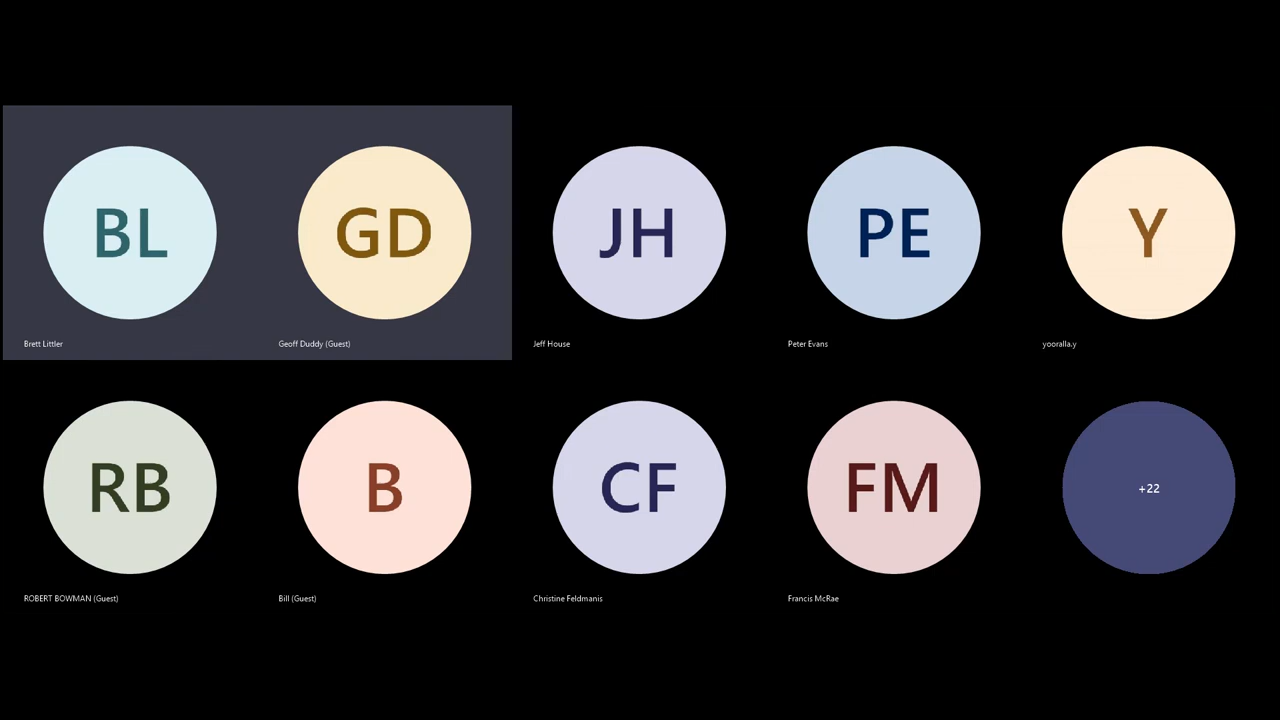 BL
GD
JH
PE
Y
Brett Littler
Geoff Duddy (Guest)
Jeff House
Peter Evans
yooralla.y
RB
B
CF
FM
+22
ROBERT BOWMAN (Guest)
Bill (Guest)
Christine Feldmanis
Francis McRae